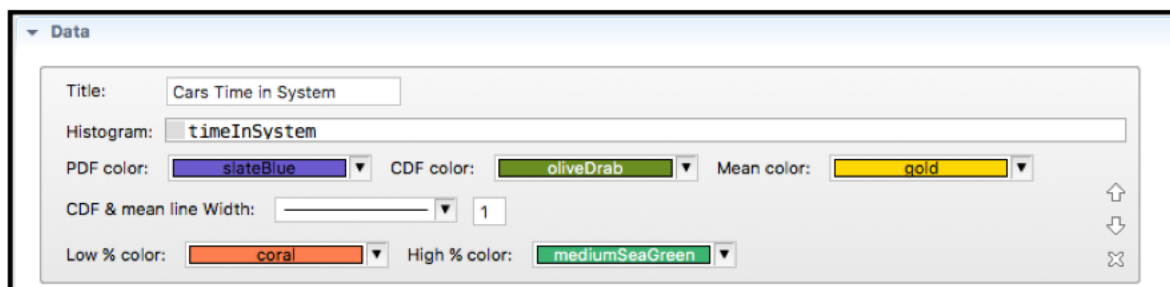 Data
Title: Cars Time in System
Histogram: timeInSystem
PDF color: slateBlue CDF color: oliveDrab Mean color: gold
CDF & mean line Width: 1
Low % color: coral High % color: mediumSeaGreen